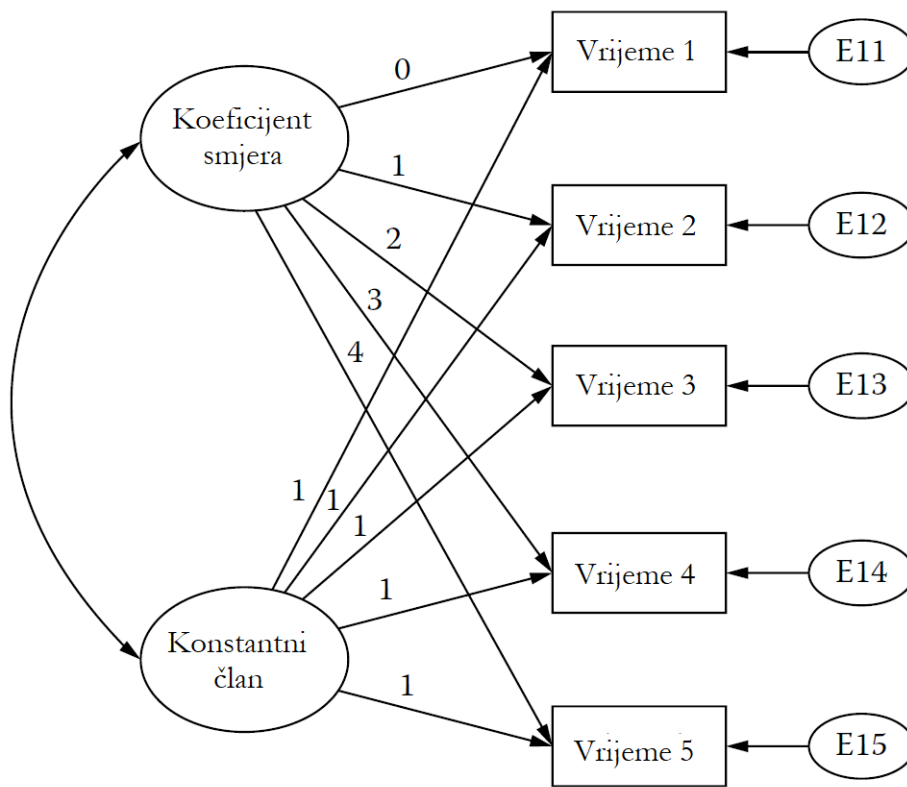 Vrijeme 1
E11
0
Koeficijent
smjera
1
Vrijeme 2
E12
2
3
4
Vrijeme 3
E13
1
1
1
Vrijeme 4
E14
1
Konstantni
član
1
Vrijeme 5
E15